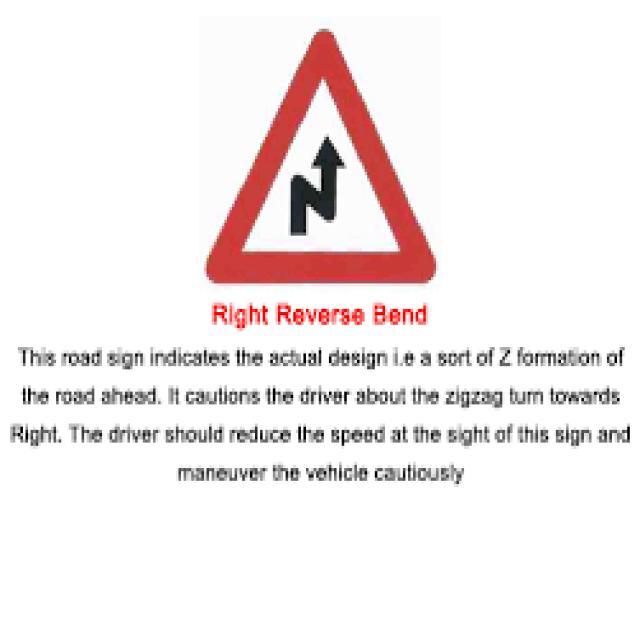 Right Reverse Bend
This road sign indicates the actual design i.e a sort of Z formation of
the road ahead. It cautions the driver about the zigzag turn towards
Right. The driver should reduce the speed at the sight of this sign and
maneuver the vehicle cautiously